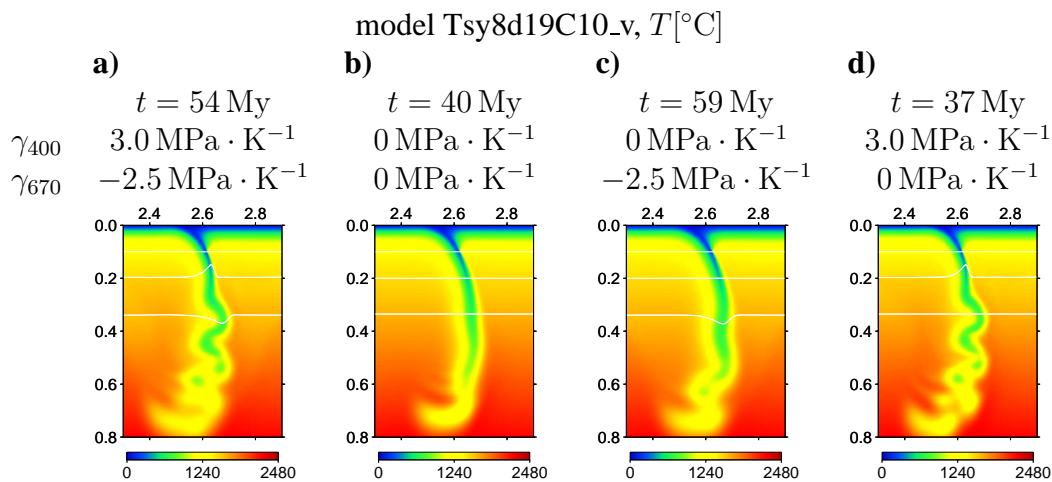 model Tsy8d19C10_v, T[°C]
a) b) c) d)
t = 54 My t = 40 My t = 59 My t = 37 My
γ400 3.0 MPa · K−1 0 MPa · K−1 0 MPa · K−1 3.0 MPa · K−1
γ670 −2.5 MPa · K−1 0 MPa · K−1 −2.5 MPa · K−1 0 MPa · K−1
2.4 2.6 2.8 2.4 2.6 2.8 2.4 2.6 2.8 2.4 2.6 2.8
0.0 0.0 0.0 0.0
0.2 0.2 0.2 0.2
0.4 0.4 0.4 0.4
0.6 0.6 0.6 0.6
0.8 0.8 0.8 0.8
0 1240 2480 0 1240 2480 0 1240 2480 0 1240 2480